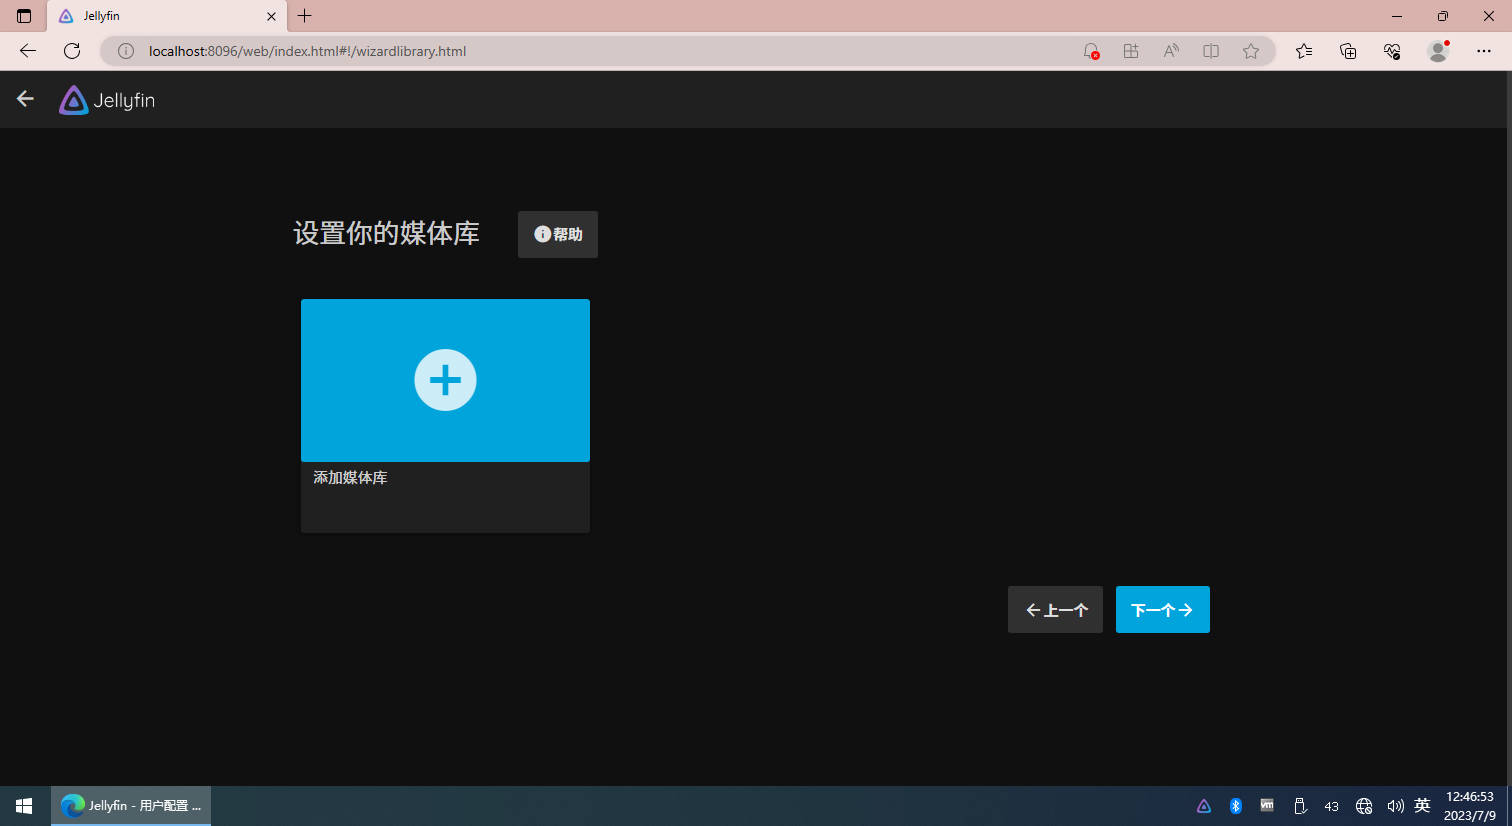 Jellyfin
localhost:8096/web/index.html#!/wizardlibrary.html
Jellyfin
设置你的媒体库
帮助
添加媒体库
上一个
下一个
Jellyfin - 用户配置 ...
vm
43
英
12:46:53
2023/7/9